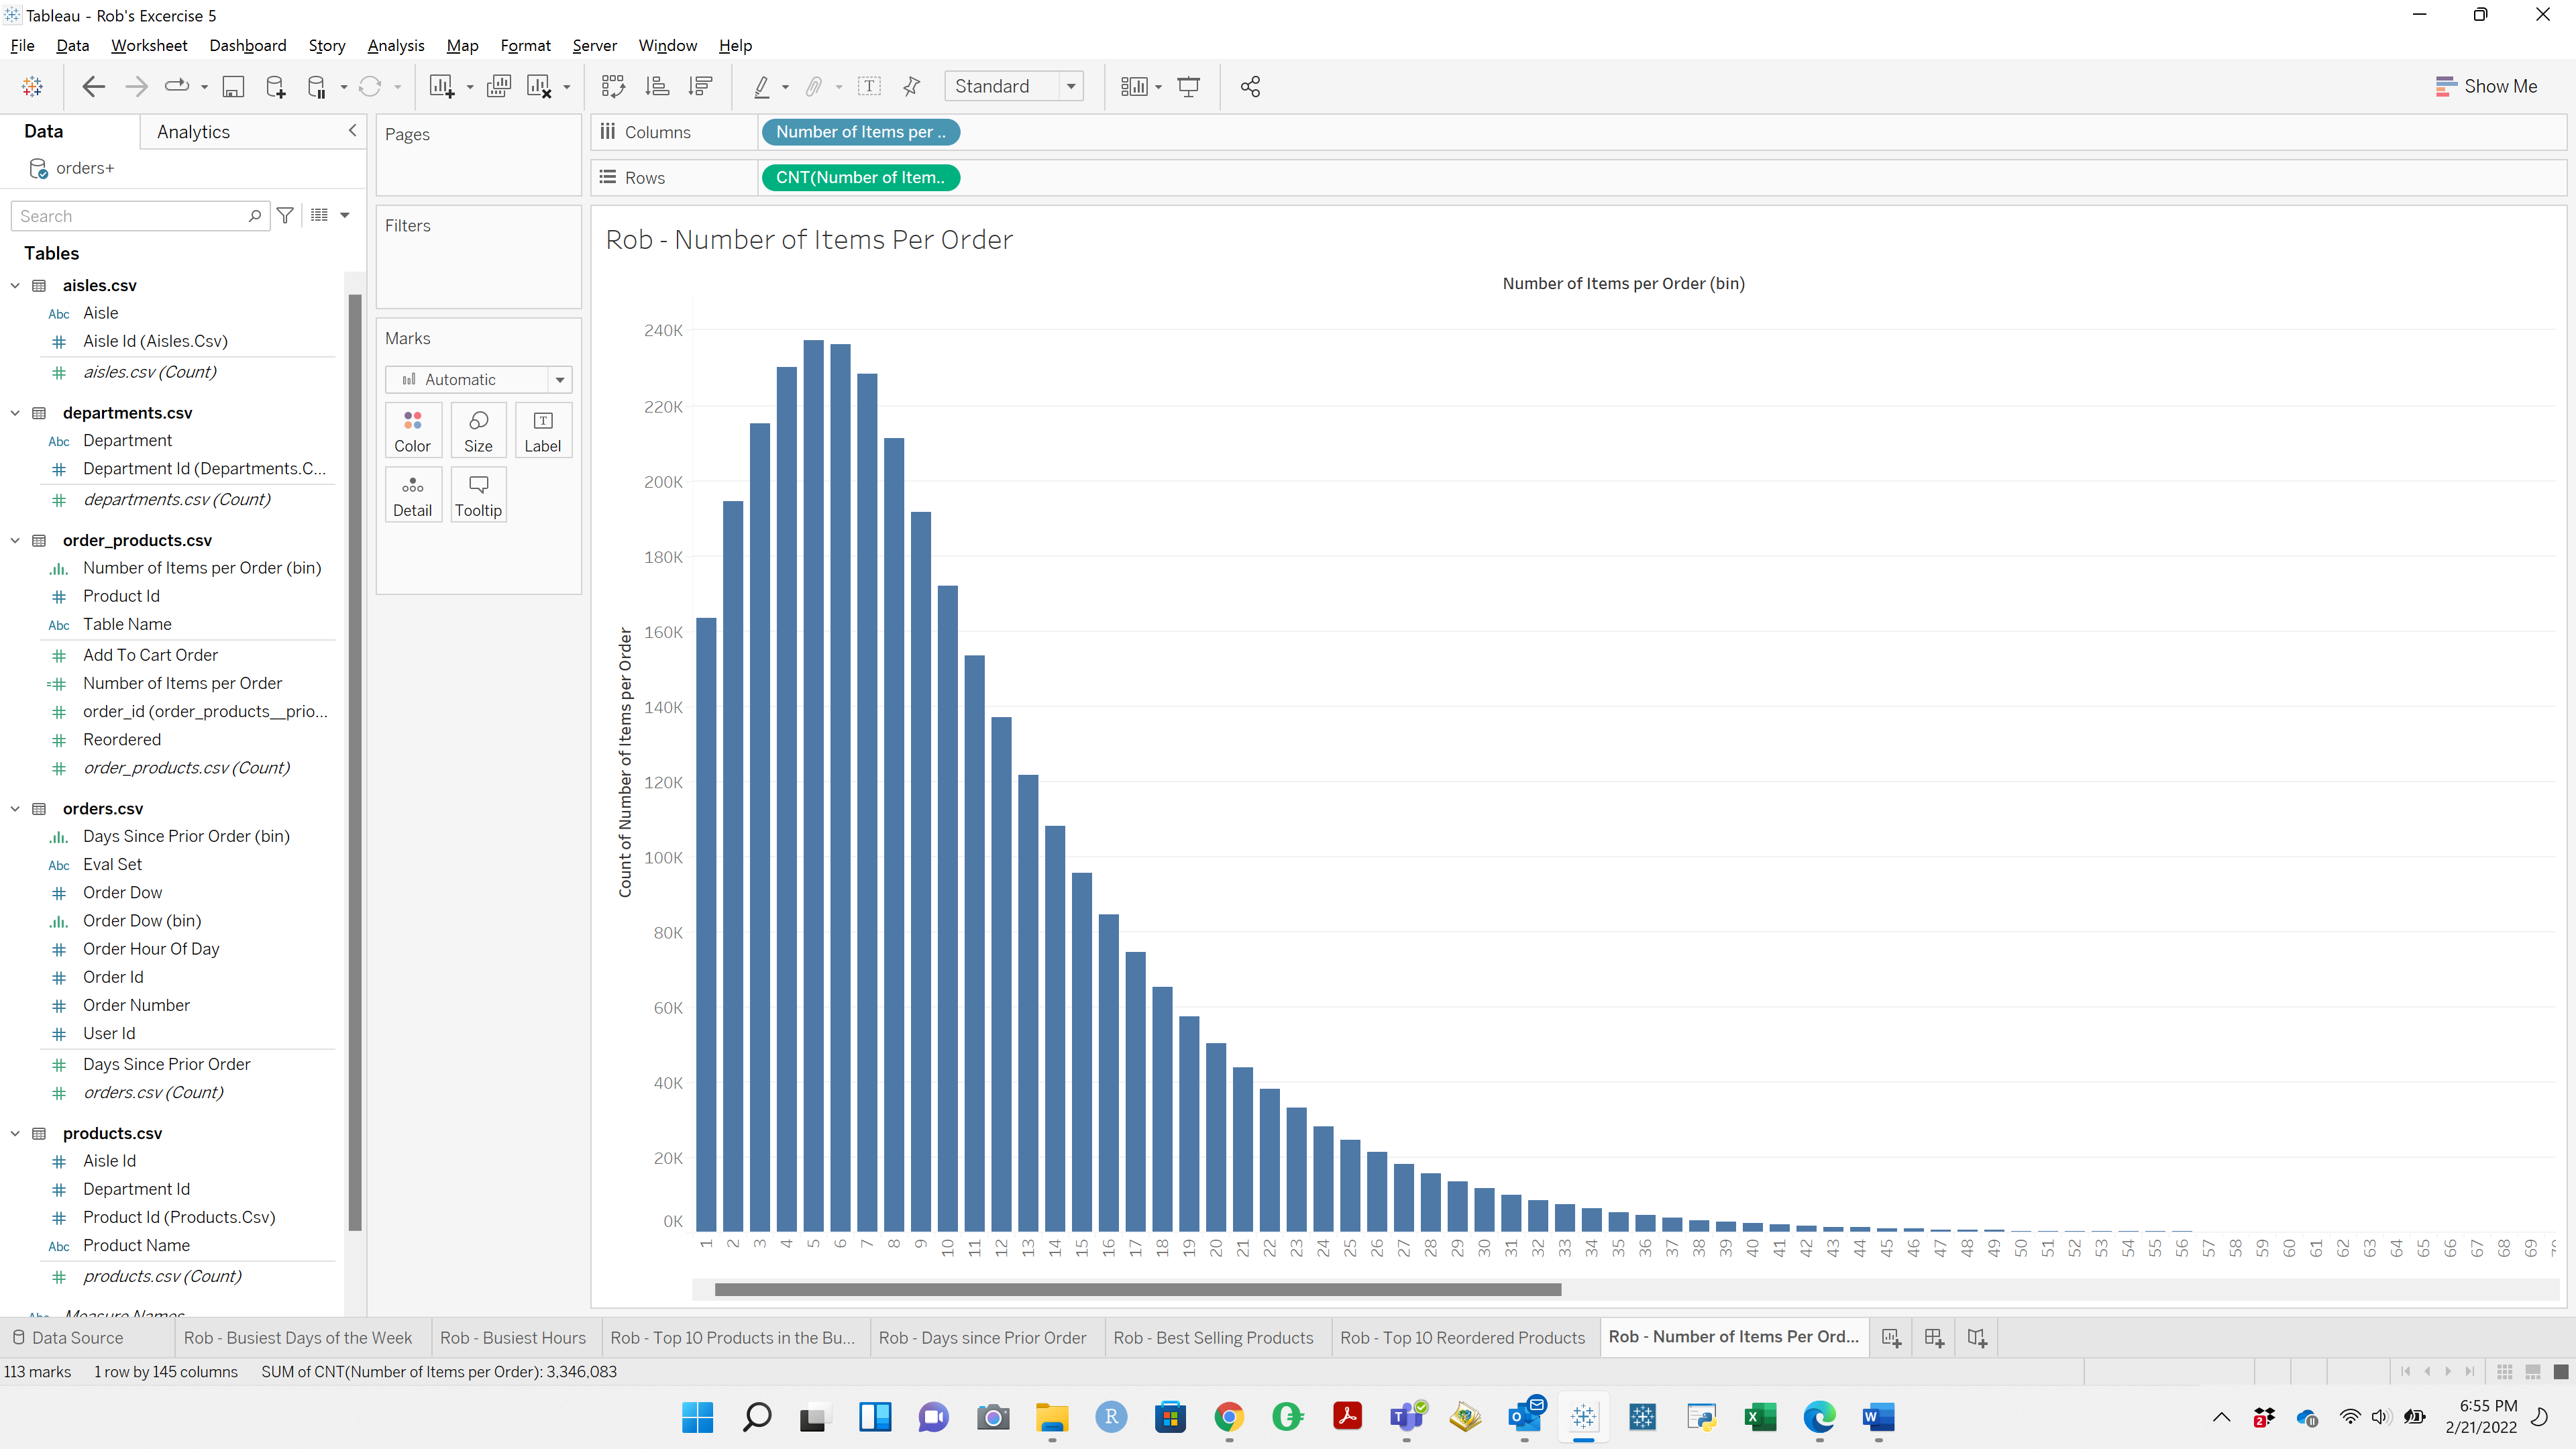 Tableau - Rob's Excercise 5
File Data Worksheet Dashboard Story Analysis Map Format Server Window Help
Standard
Show Me
Data Analytics
orders+
Search
Tables
aisles.csv
Abc Aisle
Aisle Id (Aisles.Csv)
aisles.csv (Count)
departments.csv
Abc Department
Department Id (Departments.C...
departments.csv (Count)
order_products.csv
Number of Items per Order (bin)
Product Id
Abc Table Name
Add To Cart Order
Number of Items per Order
order_id (order_products__prio...
Reordered
order_products.csv (Count)
orders.csv
Days Since Prior Order (bin)
Abc Eval Set
Order Dow
Order Dow (bin)
Order Hour Of Day
Order Id
Order Number
User Id
Days Since Prior Order
orders.csv (Count)
products.csv
Aisle Id
Department Id
Product Id (Products.Csv)
Abc Product Name
products.csv (Count)
Abc Measure Names
Pages
Filters
Marks
Automatic
Color Size Label
Detail Tooltip
Columns Number of Items per ..
Rows CNT(Number of Item..
Rob - Number of Items Per Order
Number of Items per Order (bin)
Count of Number of Items per Order
240K
220K
200K
180K
160K
140K
120K
100K
80K
60K
40K
20K
0K
1 2 3 4 5 6 7 8 9 10 11 12 13 14 15 16 17 18 19 20 21 22 23 24 25 26 27 28 29 30 31 32 33 34 35 36 37 38 39 40 41 42 43 44 45 46 47 48 49 50 51 52 53 54 55 56 57 58 59 60 61 62 63 64 65 66 67 68 69
Data Source Rob - Busiest Days of the Week Rob - Busiest Hours Rob - Top 10 Products in the Bu... Rob - Days since Prior Order Rob - Best Selling Products Rob - Top 10 Reordered Products Rob - Number of Items Per Ord...
113 marks 1 row by 145 columns SUM of CNT(Number of Items per Order): 3,346,083
6:55 PM
2/21/2022